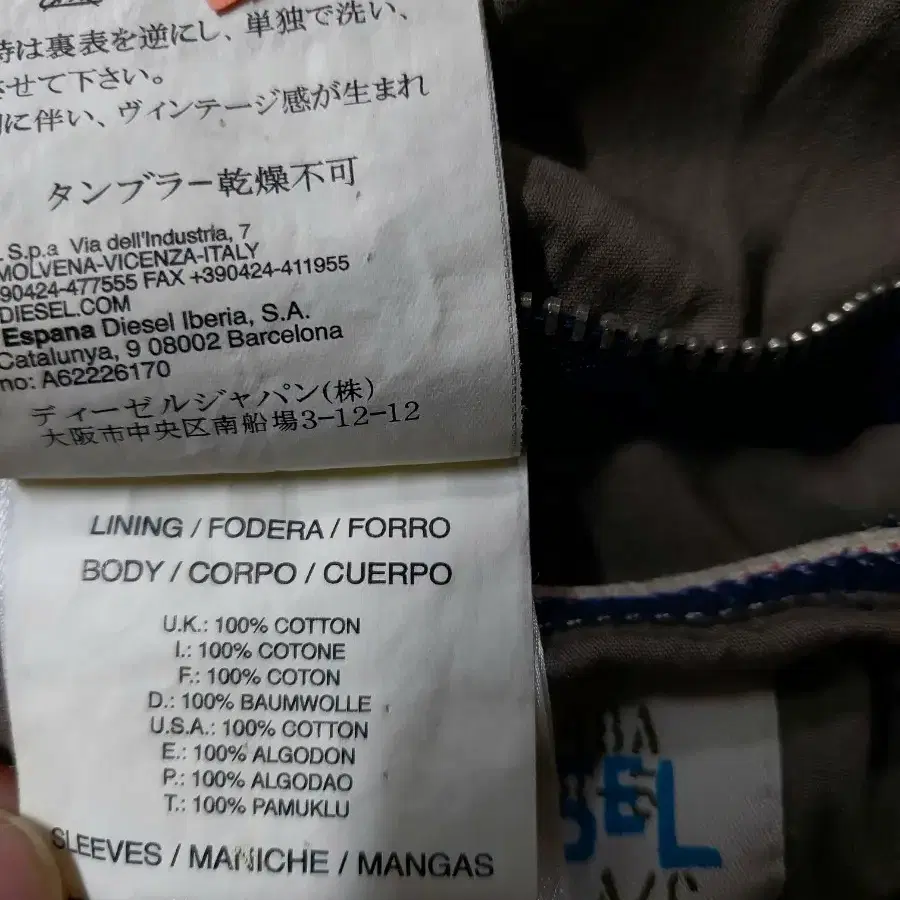 時は裏表を逆にし、単独で洗い、
させて下さい。
に伴い、ヴィンテージ感が生まれ
タンブラー乾燥不可
S.p.a Via dell'Industria, 7
MOLVENA-VICENZA-ITALY
90424-477555 FAX +390424-411955
DIESEL.COM
Espana Diesel Iberia, S.A.
Catalunya, 9 08002 Barcelona
no: A62226170
ディーゼルジャパン(株)
大阪市中央区南船場3-12-12
LINING / FODERA / FORRO
BODY / CORPO / CUERPO
U.K.: 100% COTTON
I.: 100% COTONE
F.: 100% COTON
D.: 100% BAUMWOLLE
U.S.A.: 100% COTTON
E.: 100% ALGODON
P.: 100% ALGODAO
T.: 100% PAMUKLU
SLEEVES / MANICHE / MANGAS
SEL